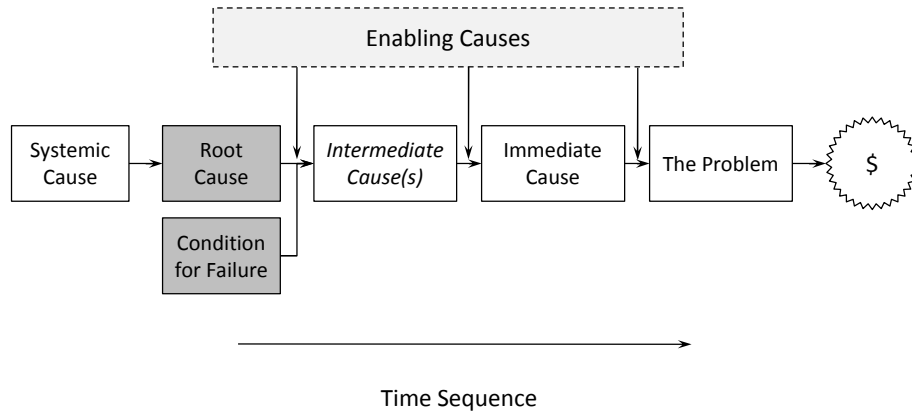 Enabling Causes
Systemic
Cause
Root
Cause
Intermediate
Cause(s)
Immediate
Cause
The Problem
$
Condition
for Failure
Time Sequence